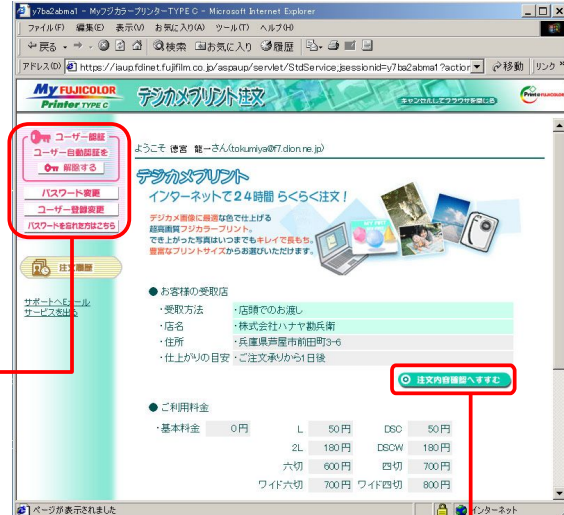 y7ba2abma1 - Myフジカラープリンター TYPE C - Microsoft Internet Explorer
ファイル(F) 編集(E) 表示(V) お気に入り(A) ツール(T) ヘルプ(H)
戻る 検索 お気に入り 履歴
アドレス(D) https://iaup.fdinet.fujifilm.co.jp/aspaup/servlet/StdService;jsessionid=y7ba2abma1?action 移動 リンク
My FUJICOLOR
Printer TYPE C
デジカメプリント注文
キャンセルしてブラウザを閉じる
ユーザー認証
ユーザー自動認証を
解除する
パスワード変更
ユーザー登録変更
パスワードを忘れた方はこちら
注文履歴
サポートへEメール
サービスを出る
ようこそ 徳宮 龍一さん(tokumiya@f7.dion.ne.jp)
デジカメプリント
インターネットで24時間 らくらく注文！
デジカメ画像に最適な色で仕上げる
超高画質フジカラープリント。
でき上がった写真はいつまでもキレイで長もち。
豊富なプリントサイズからお選びいただけます。
●お客様の受取店
・受取方法 ・店頭でのお渡し
・店名 ・株式会社ハナヤ勘兵衛
・住所 ・兵庫県芦屋市前田町3-6
・仕上がりの目安 ・ご注文承りから1日後
注文内容確認へすすむ
●ご利用料金
・基本料金 0円 L 50円 DSC 50円
2L 180円 DSCW 180円
六切 600円 四切 700円
ワイド六切 700円 ワイド四切 800円
ページが表示されました インターネット